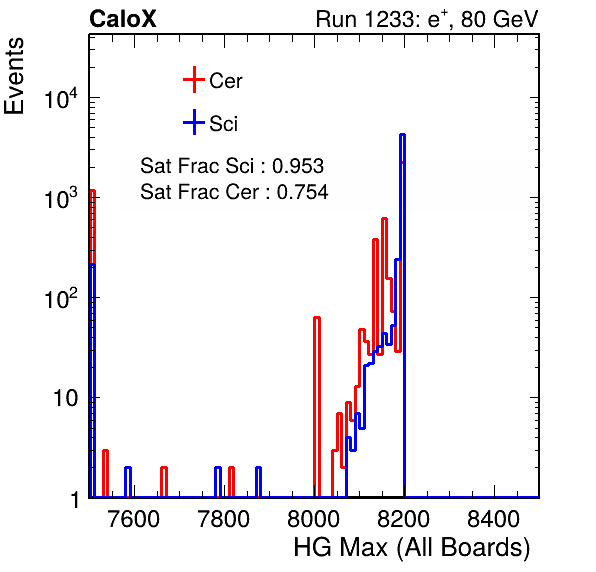 CaloX Run 1233: e⁺, 80 GeV
Events
Cer
Sci
Sat Frac Sci : 0.953
Sat Frac Cer : 0.754
10⁴
10³
10²
10
1
7600 7800 8000 8200 8400
HG Max (All Boards)